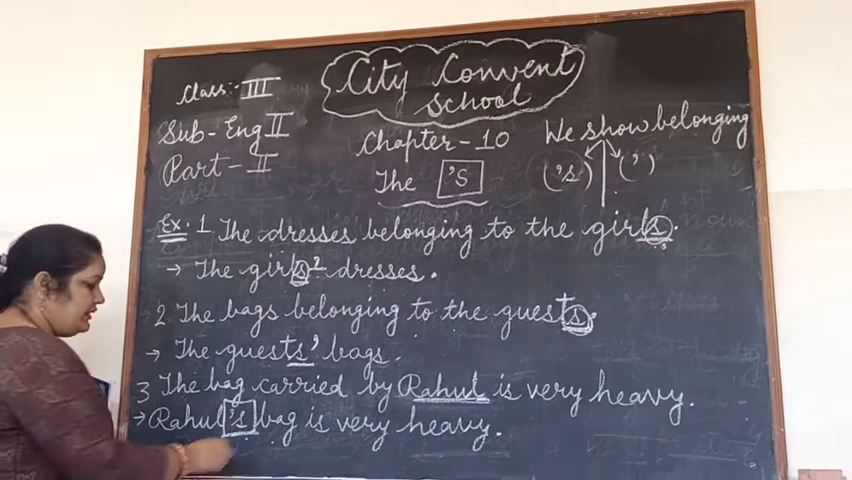 City Convent School
Class:- III
Sub- Eng II
Part - II
Chapter - 10
The 's
We show belonging
('s) (')
Ex. 1 The dresses belonging to the girls.
→ The girls' dresses.
2. The bags belonging to the guests
→ The guests' bags.
3 The bag carried by Rahul is very heavy.
→ Rahul's bag is very heavy.